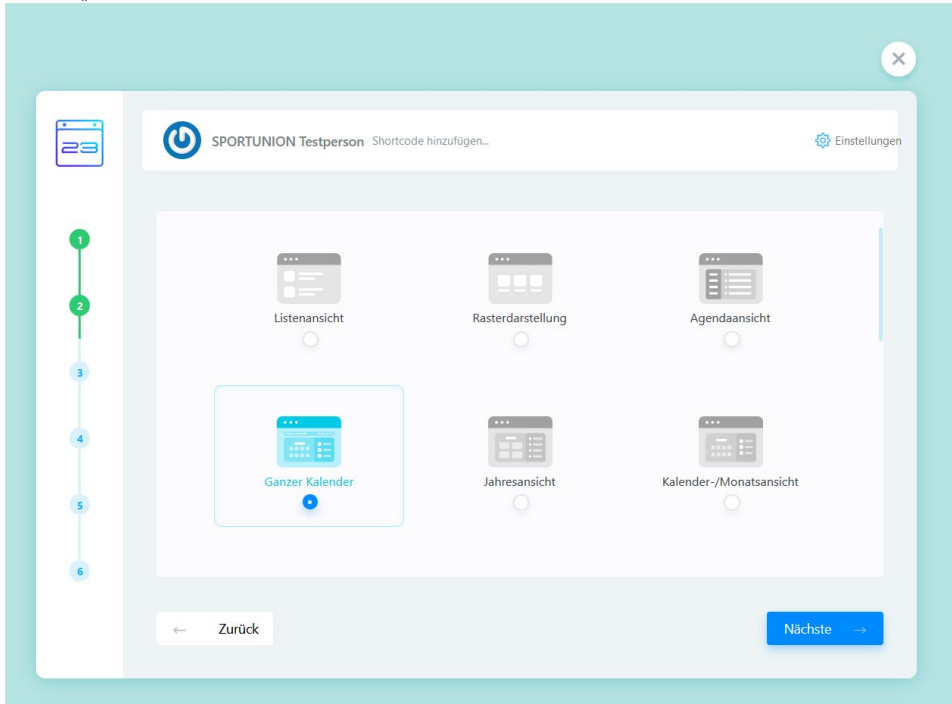 23
SPORTUNION Testperson Shortcode hinzufügen...
Einstellungen
1
2
3
4
5
6
Listenansicht
Rasterdarstellung
Agendaansicht
Ganzer Kalender
Jahresansicht
Kalender-/Monatsansicht
← Zurück
Nächste →